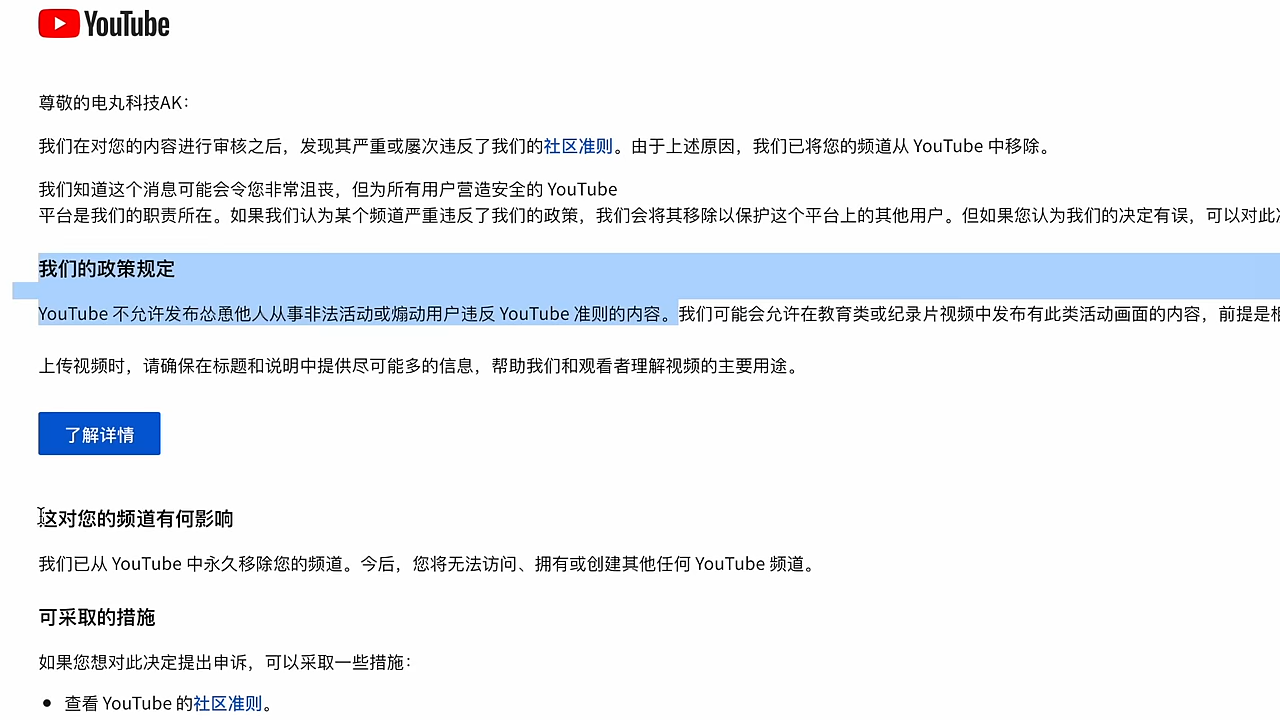 YouTube
尊敬的电丸科技AK：
我们在对您的内容进行审核之后，发现其严重或屡次违反了我们的社区准则。由于上述原因，我们已将您的频道从 YouTube 中移除。
我们知道这个消息可能会令您非常沮丧，但为所有用户营造安全的 YouTube
平台是我们的职责所在。如果我们认为某个频道严重违反了我们的政策，我们会将其移除以保护这个平台上的其他用户。但如果您认为我们的决定有误，可以对此
我们的政策规定
YouTube 不允许发布怂恿他人从事非法活动或煽动用户违反 YouTube 准则的内容。我们可能会允许在教育类或纪录片视频中发布有此类活动画面的内容，前提是
上传视频时，请确保在标题和说明中提供尽可能多的信息，帮助我们和观看者理解视频的主要用途。
了解详情
这对您的频道有何影响
我们已从 YouTube 中永久移除您的频道。今后，您将无法访问、拥有或创建其他任何 YouTube 频道。
可采取的措施
如果您想对此决定提出申诉，可以采取一些措施：
• 查看 YouTube 的社区准则。